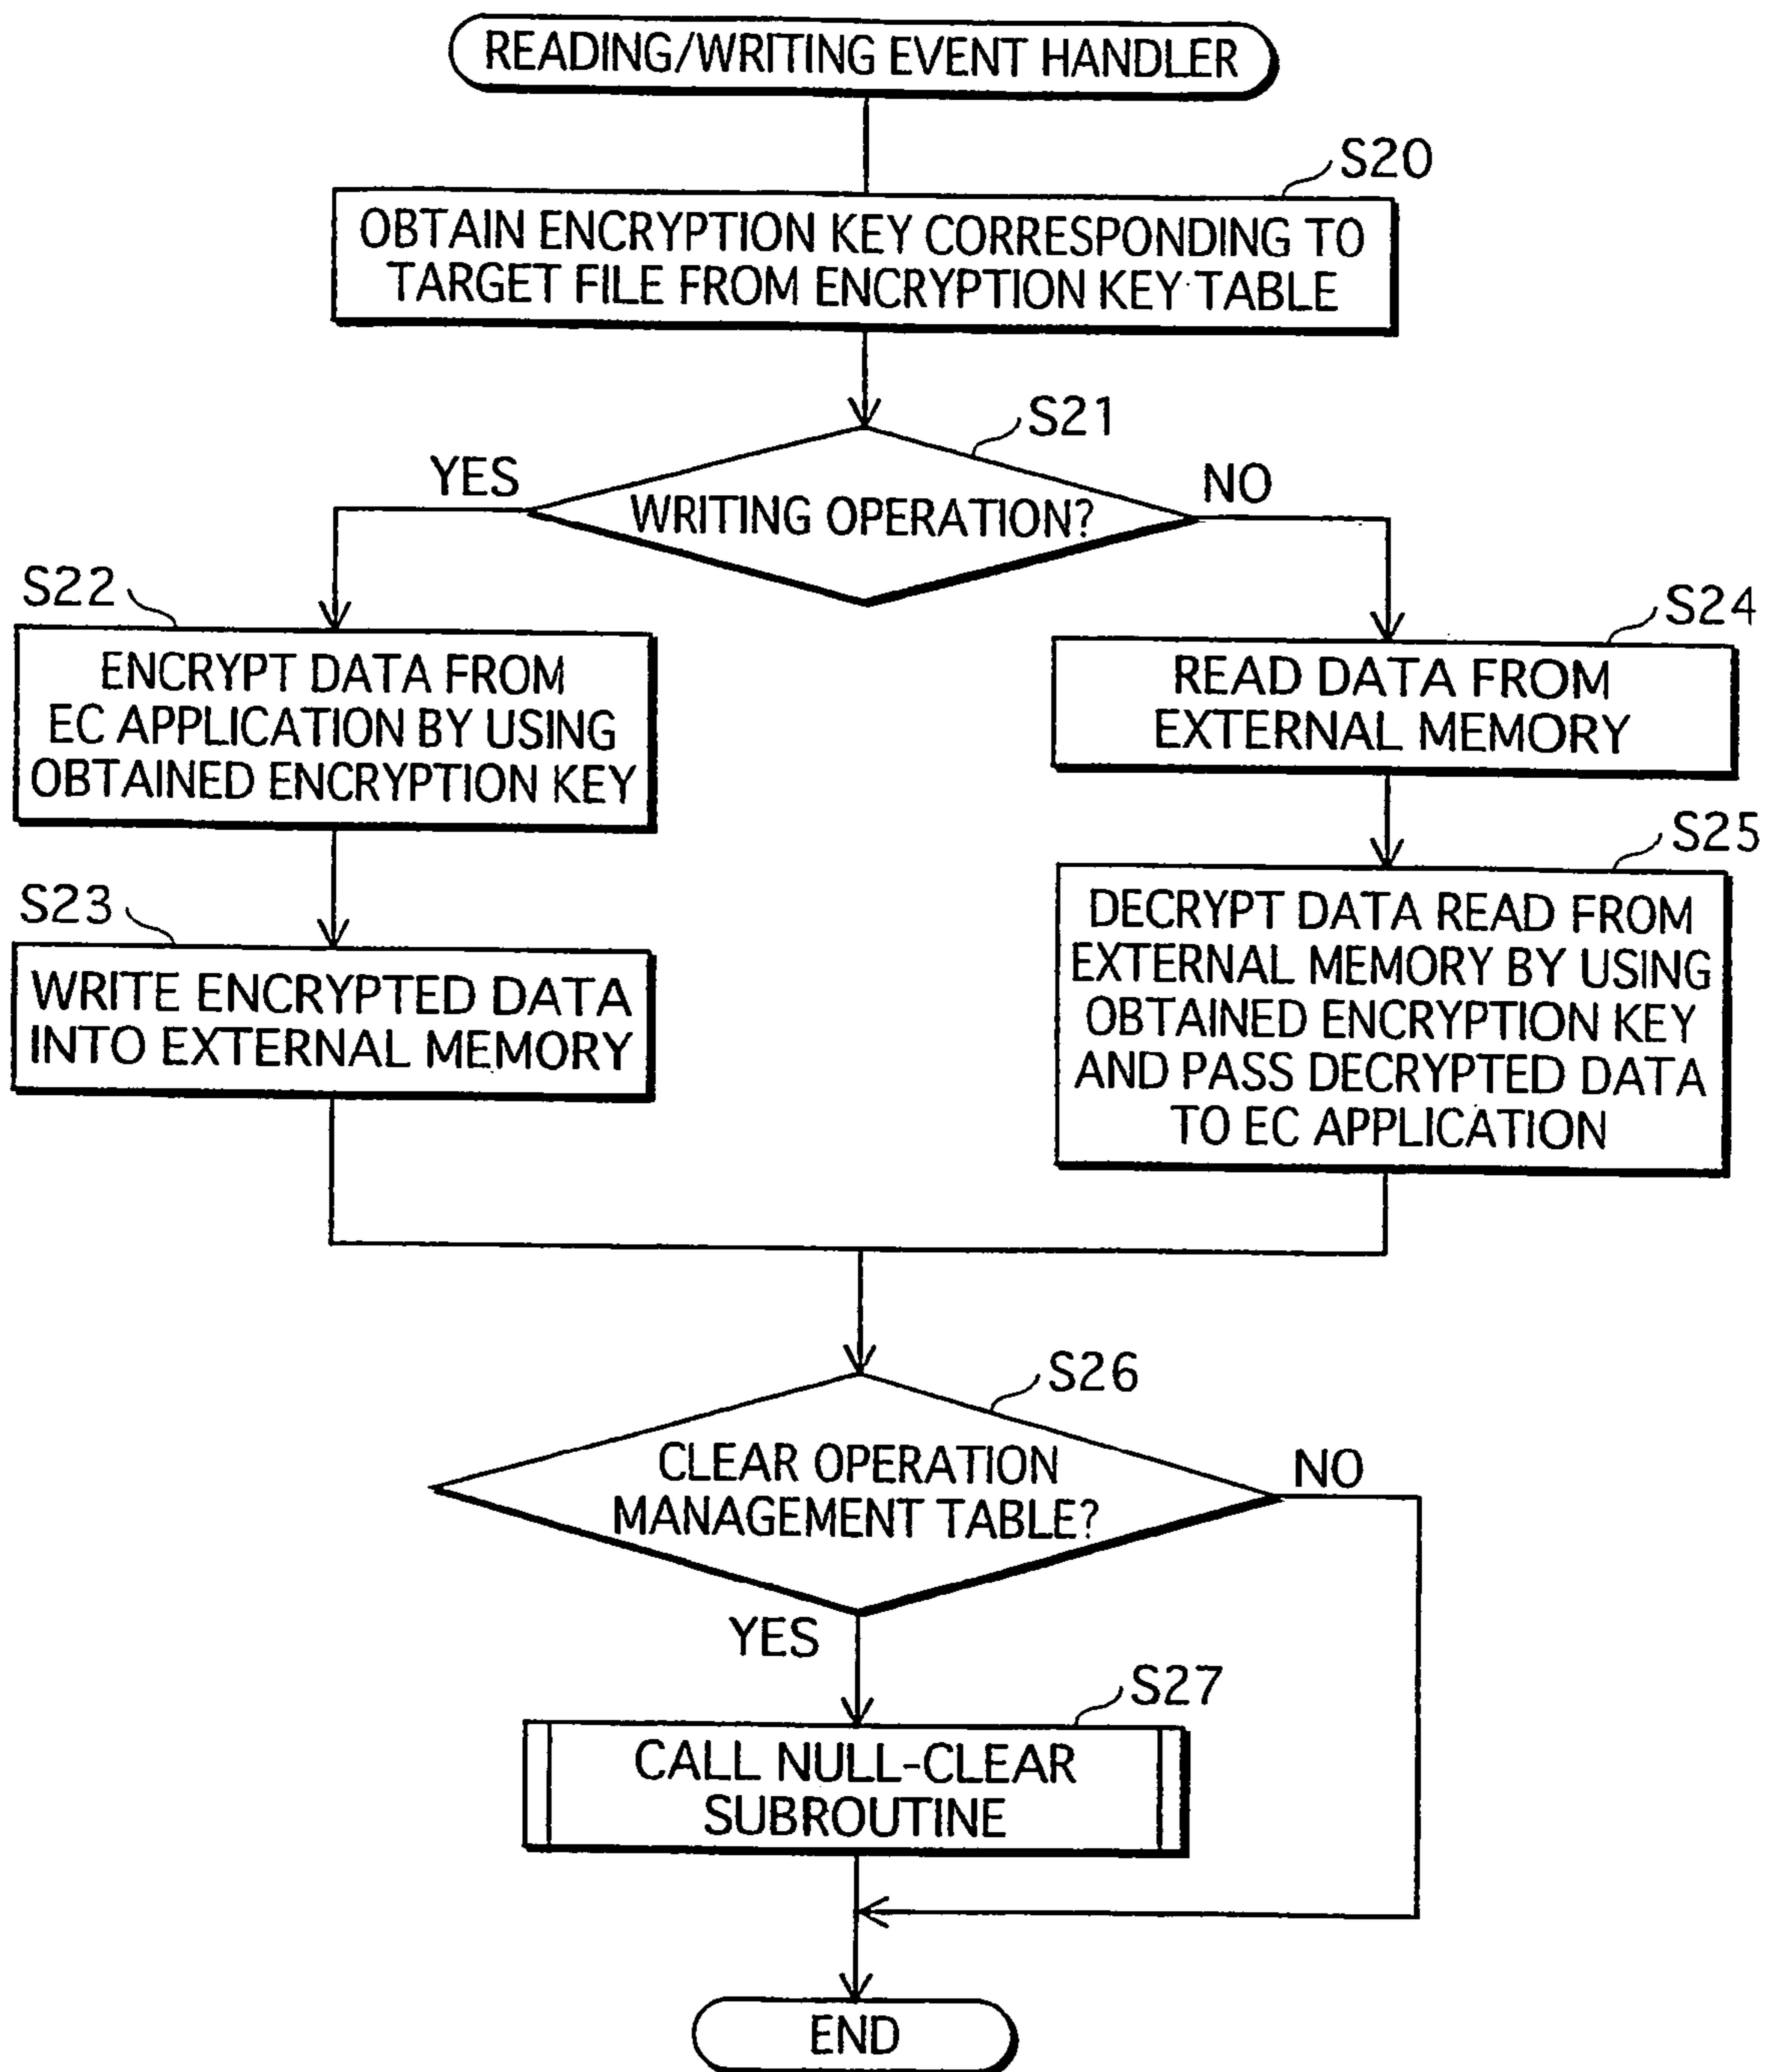 READING/WRITING EVENT HANDLER
S20
OBTAIN ENCRYPTION KEY CORRESPONDING TO
TARGET FILE FROM ENCRYPTION KEY TABLE
S21
YES
NO
WRITING OPERATION?
S22
ENCRYPT DATA FROM
EC APPLICATION BY USING
OBTAINED ENCRYPTION KEY
S24
READ DATA FROM
EXTERNAL MEMORY
S23
WRITE ENCRYPTED DATA
INTO EXTERNAL MEMORY
S25
DECRYPT DATA READ FROM
EXTERNAL MEMORY BY USING
OBTAINED ENCRYPTION KEY
AND PASS DECRYPTED DATA
TO EC APPLICATION
S26
CLEAR OPERATION
MANAGEMENT TABLE?
NO
YES
S27
CALL NULL-CLEAR
SUBROUTINE
END